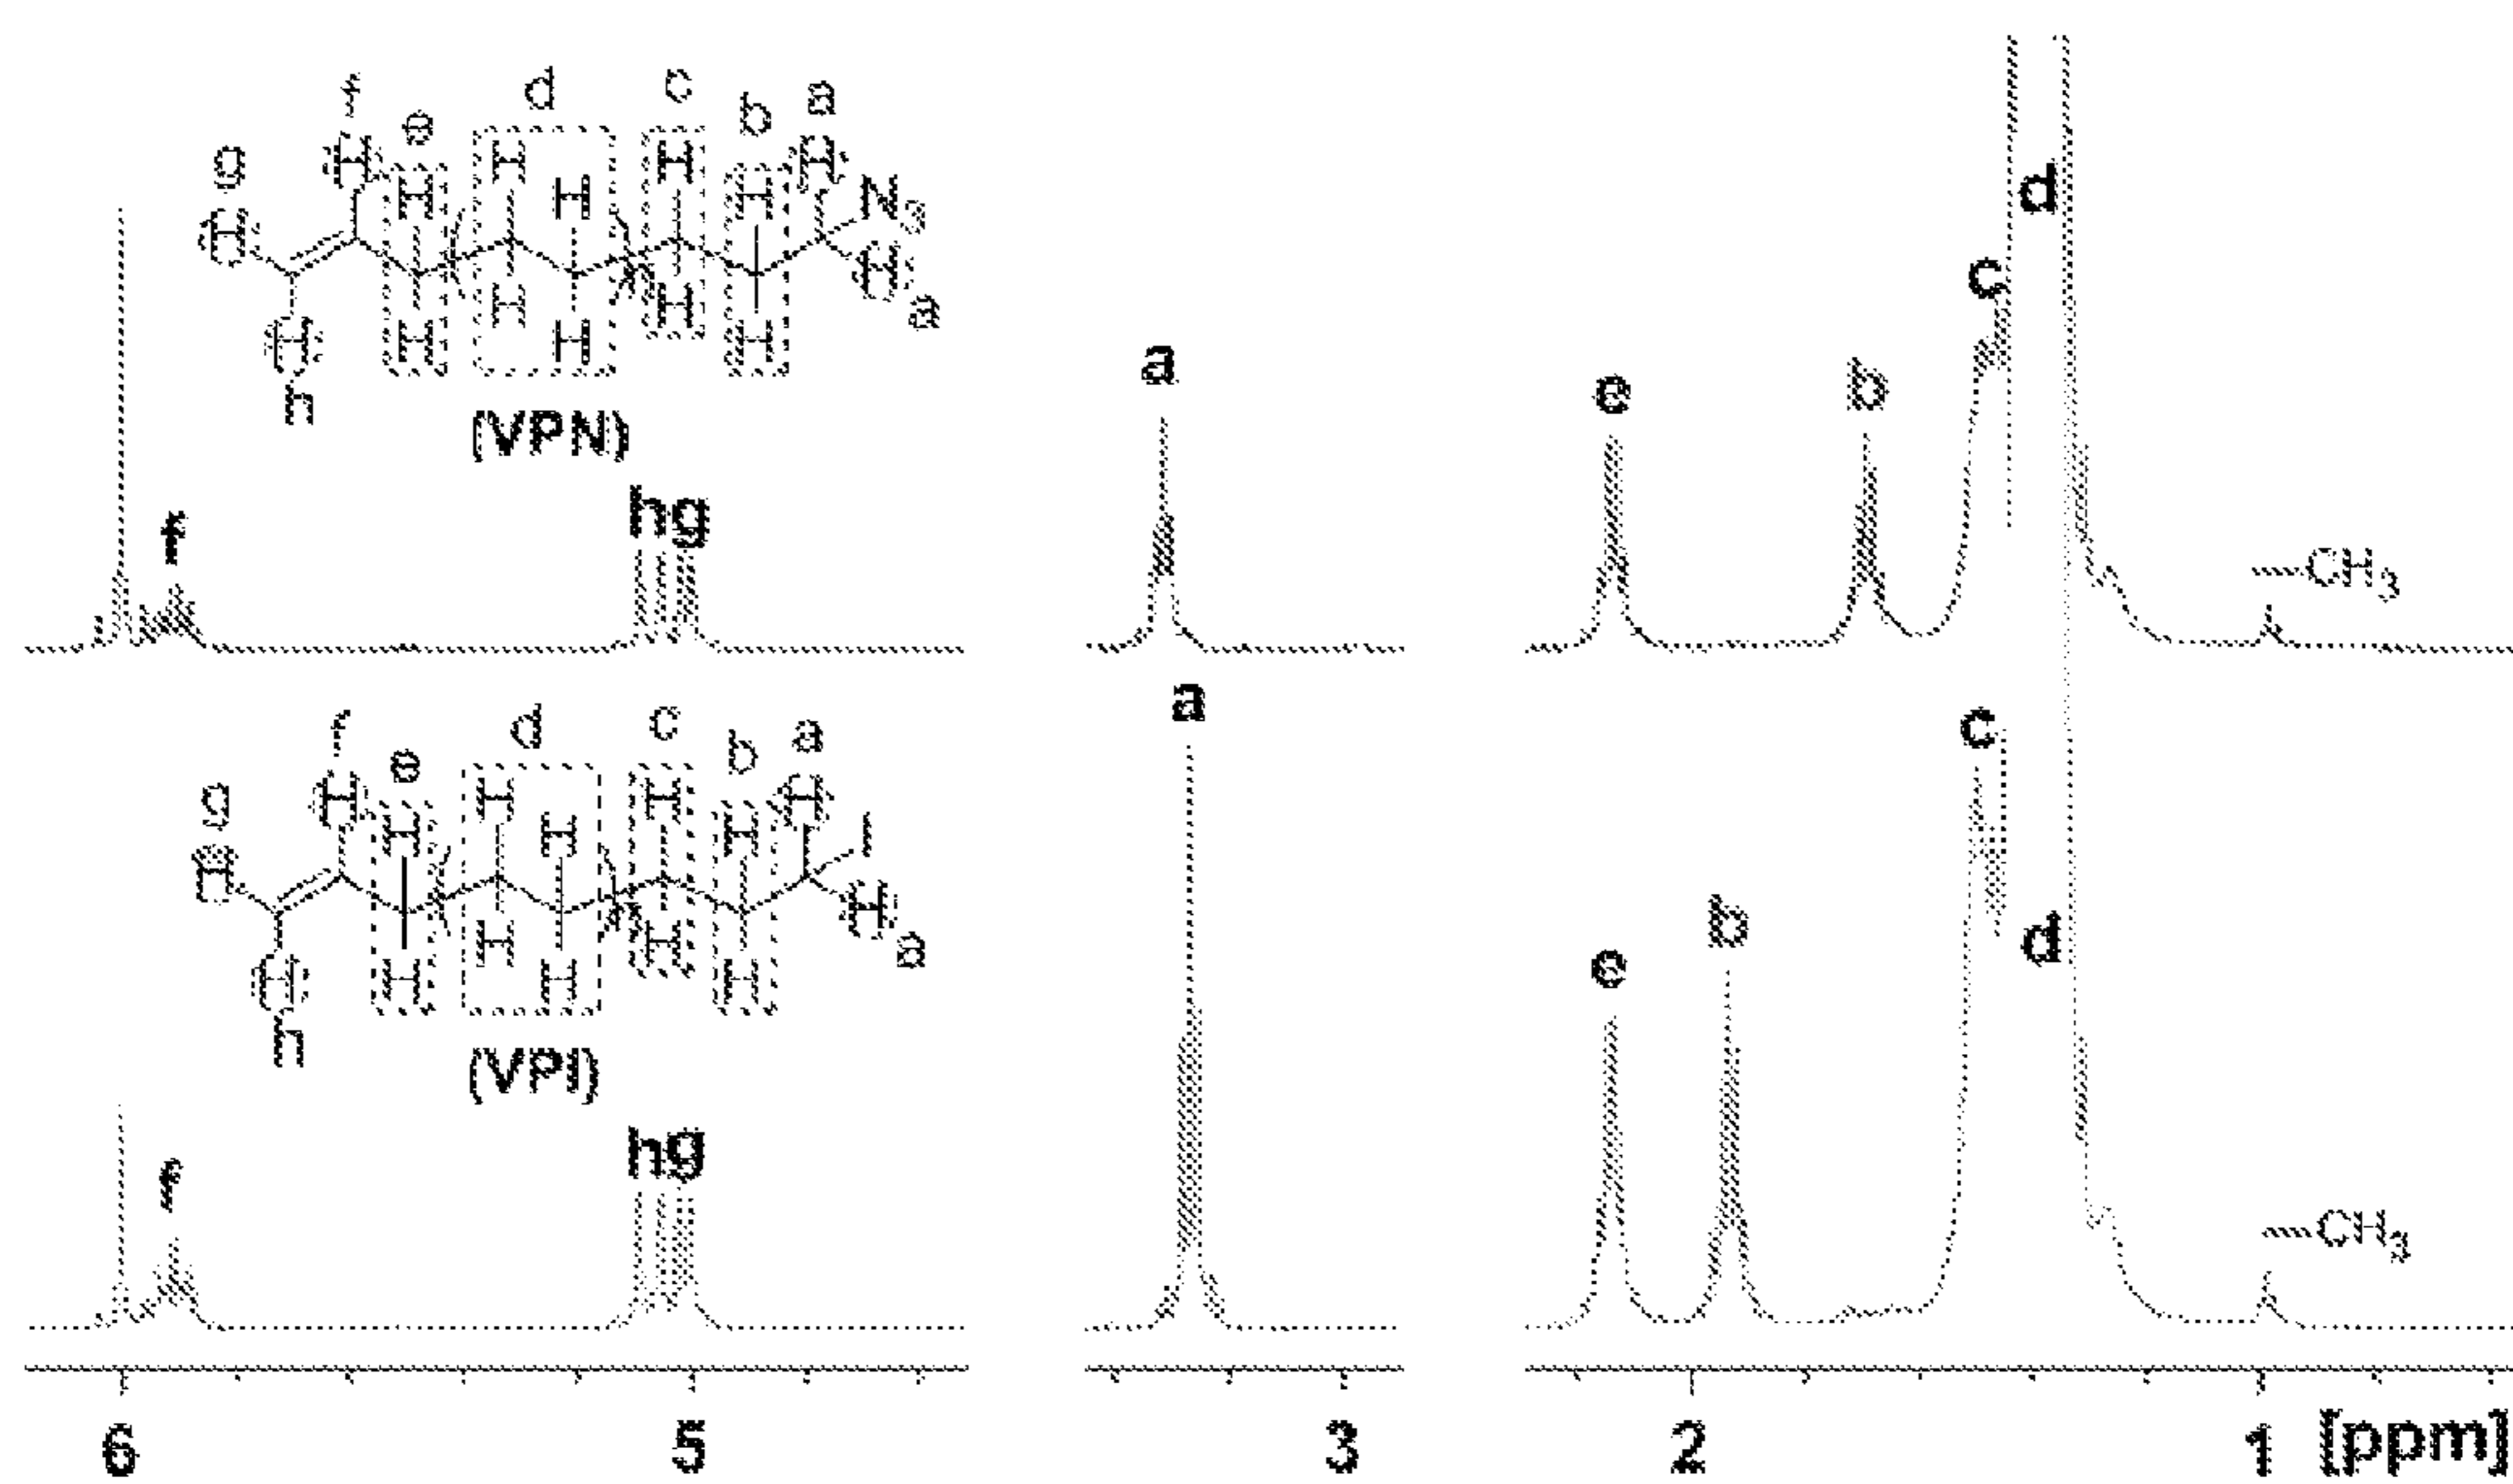 f e d c b a
g H H H H H H N3
H H H H H H a
H
h
(VPN)
f hg a e b c d
CH3
f e d c b a
g H H H H H H I
H H H H H H a
H
h
(VPI)
f hg a e b c d
CH3
6 5 3 2 1 [ppm]